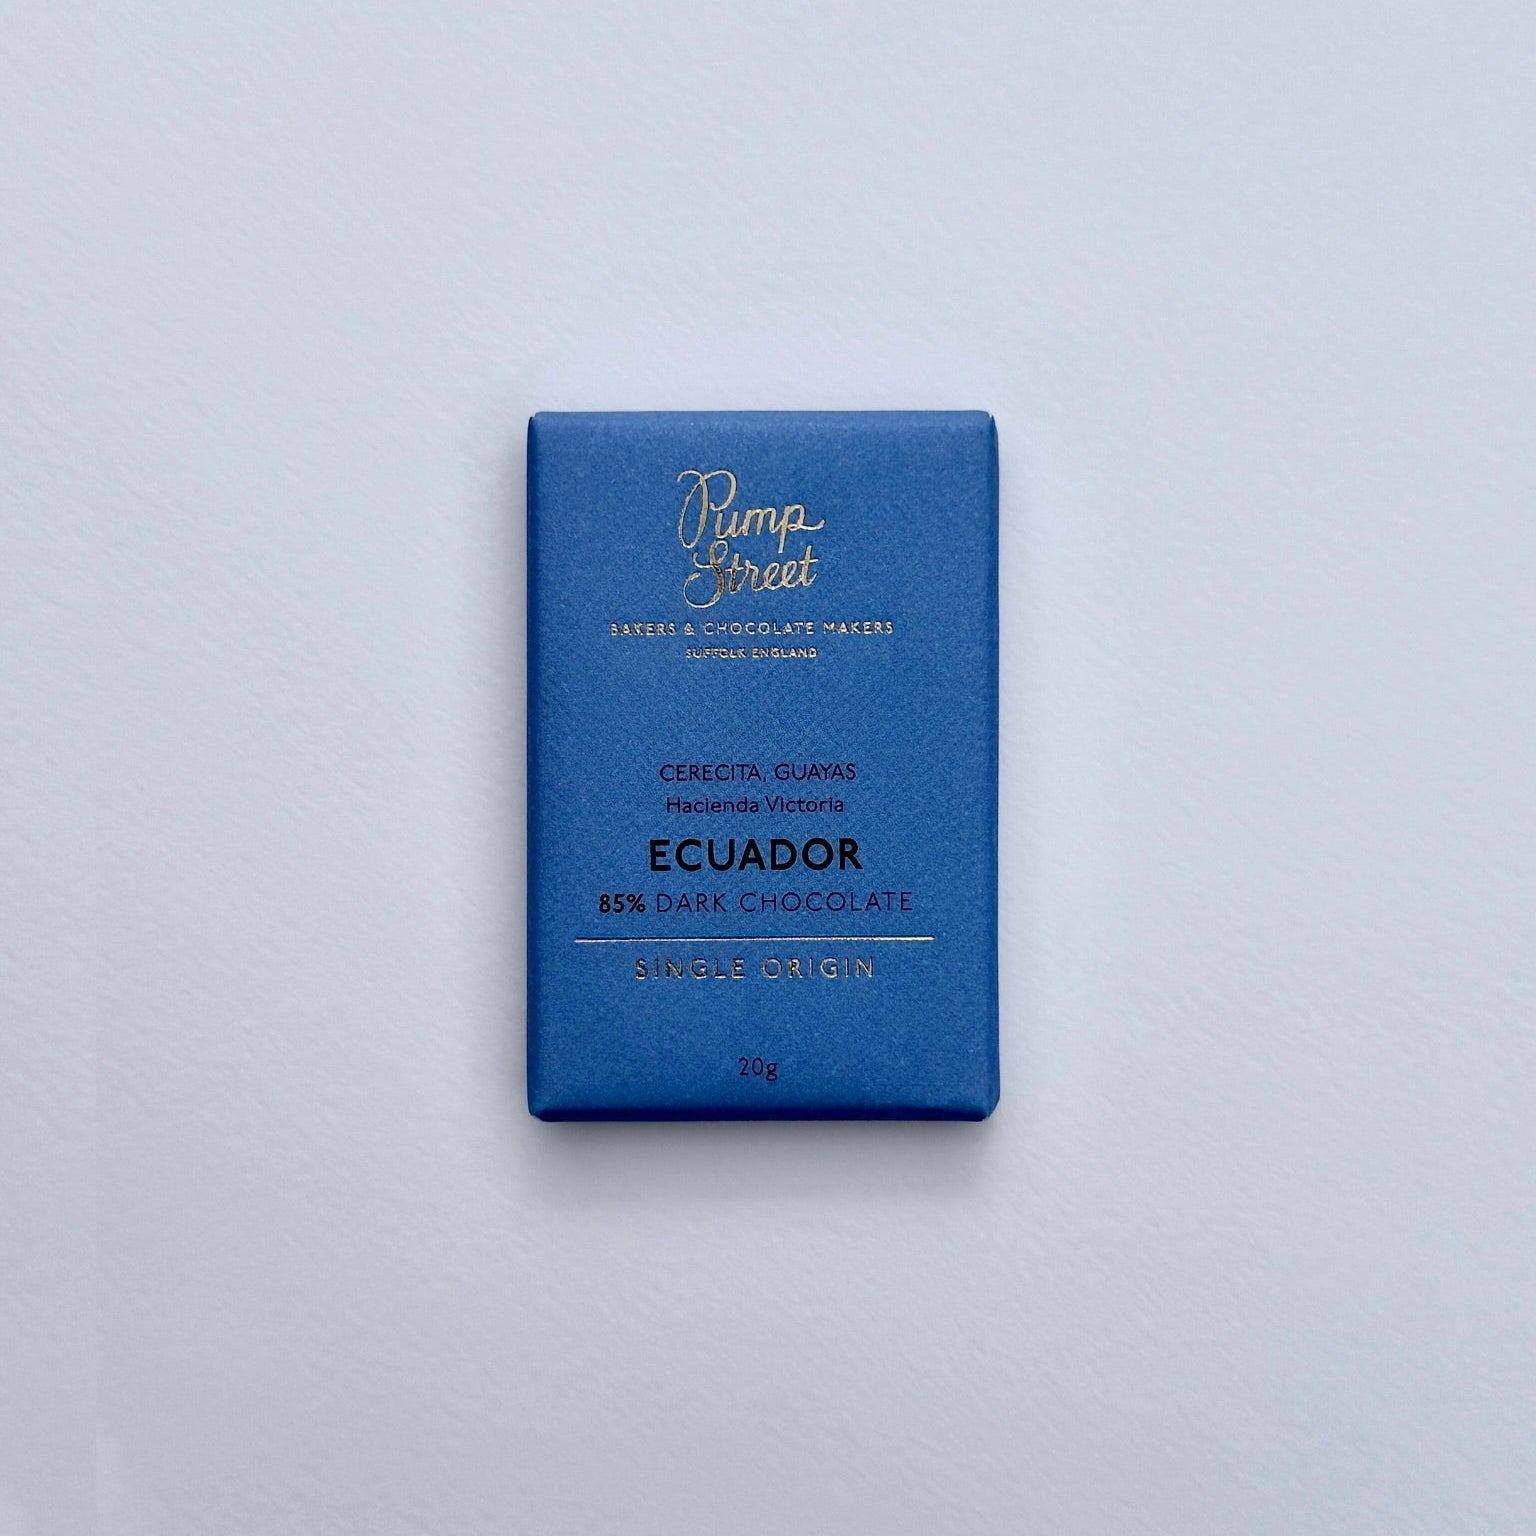 Pump
Street
BAKERS & CHOCOLATE MAKERS
SUFFOLK ENGLAND
CERECITA, GUAYAS
Hacienda Victoria
ECUADOR
85% DARK CHOCOLATE
SINGLE ORIGIN
20g